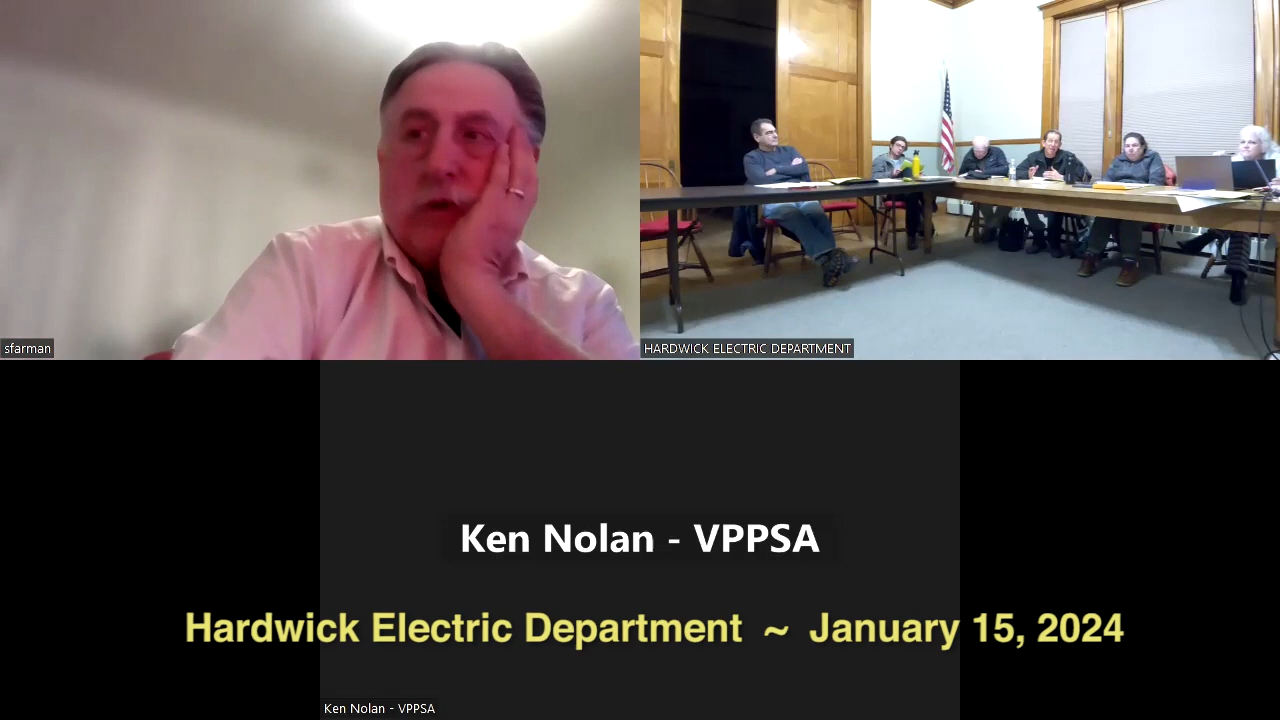 sfarman
HARDWICK ELECTRIC DEPARTMENT
Ken Nolan - VPPSA
Hardwick Electric Department ~ January 15, 2024
Ken Nolan - VPPSA